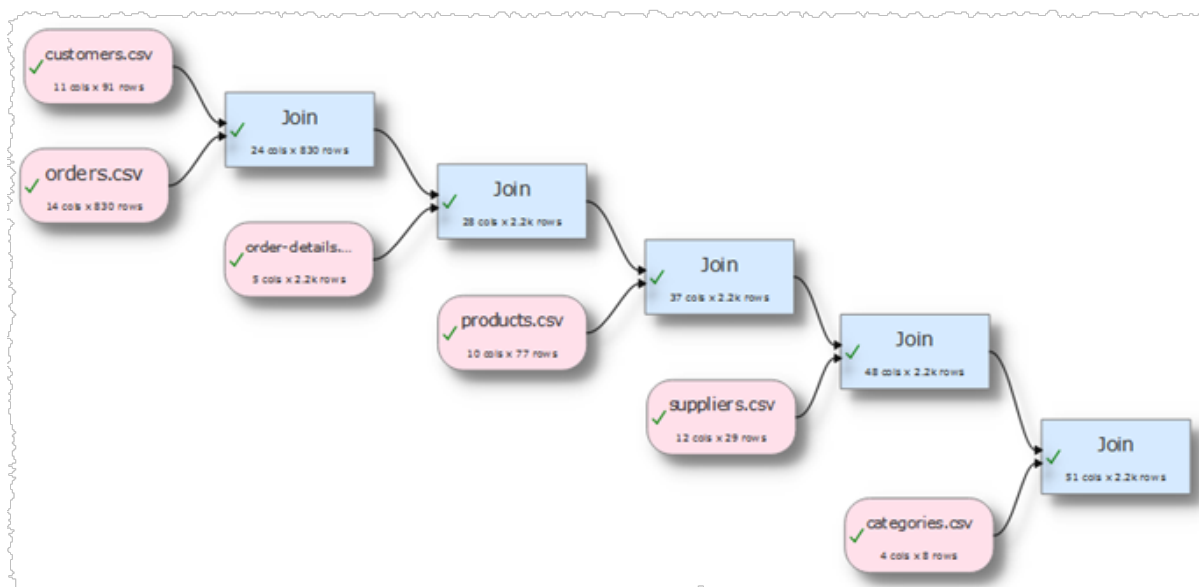 customers.csv
11 cols x 91 rows
Join
24 cols x 830 rows
orders.csv
14 cols x 830 rows
Join
28 cols x 2.2k rows
order-details....
5 cols x 2.2k rows
Join
37 cols x 2.2k rows
products.csv
10 cols x 77 rows
Join
48 cols x 2.2k rows
suppliers.csv
12 cols x 29 rows
Join
51 cols x 2.2k rows
categories.csv
4 cols x 8 rows